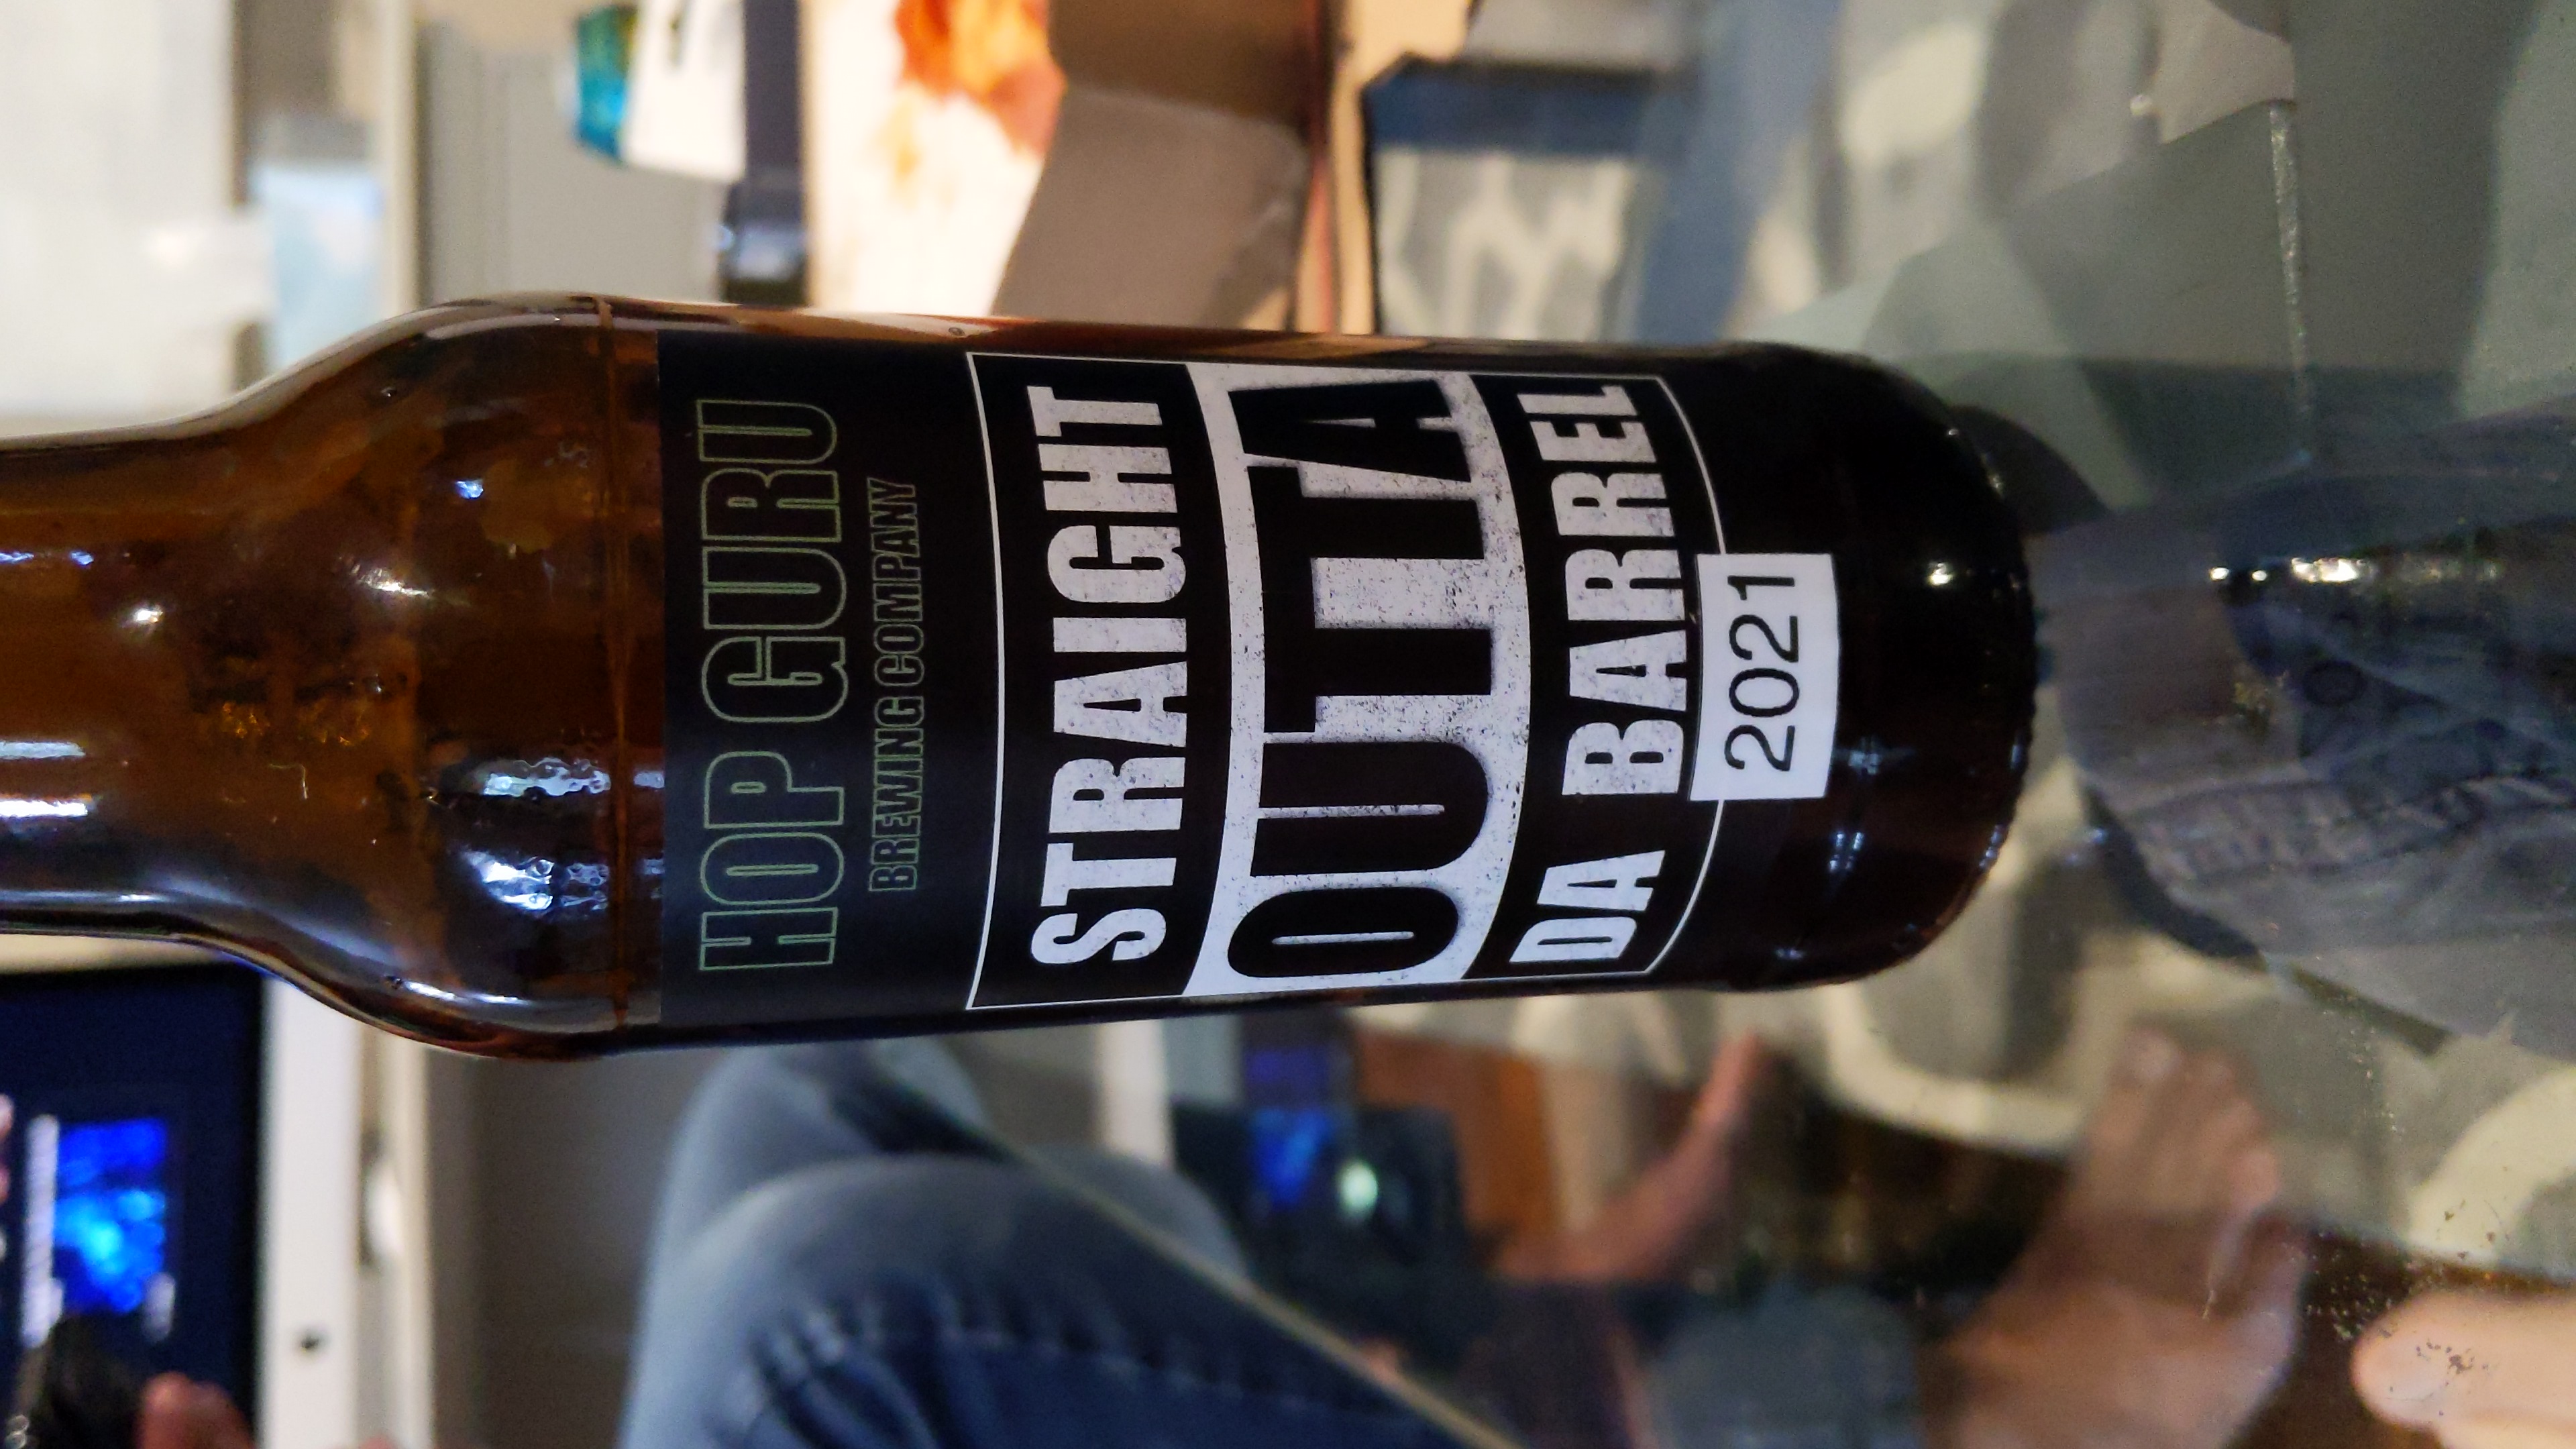 HOP GURU
BREWING COMPANY
STRAIGHT
OUTTA
DA BARREL
2021